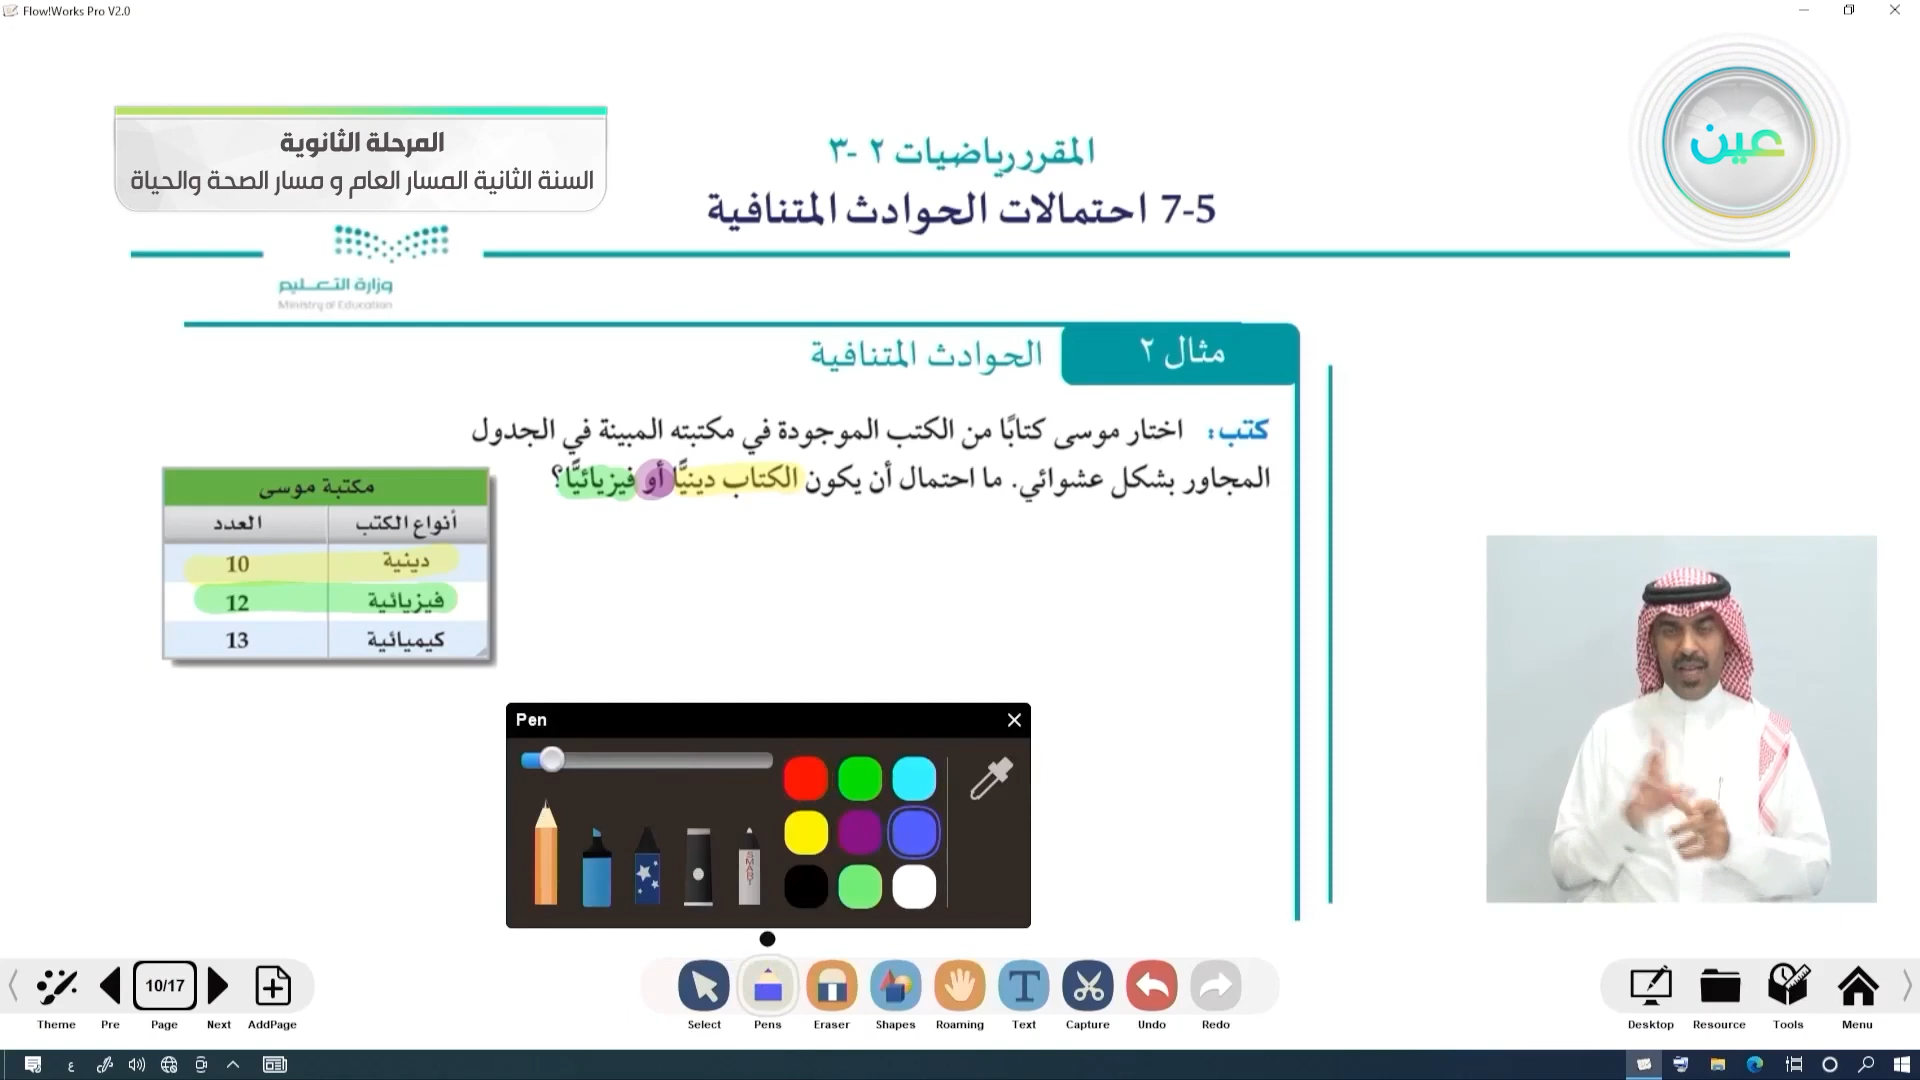 Flow!Works Pro V2.0
المرحلة الثانوية
السنة الثانية المسار العام و مسار الصحة والحياة
المقرر رياضيات ٢ -٣
7-5 احتمالات الحوادث المتنافية
عين
وزارة التعليم
Ministry of Education
مثال ٢
الحوادث المتنافية
كتب: اختار موسى كتابًا من الكتب الموجودة في مكتبته المبينة في الجدول
المجاور بشكل عشوائي. ما احتمال أن يكون الكتاب دينيًّا أو فيزيائيًّا؟
مكتبة موسى
أنواع الكتب العدد
دينية 10
فيزيائية 12
كيميائية 13
Pen
SMART
10/17
Theme Pre Page Next AddPage
Select Pens Eraser Shapes Roaming Text Capture Undo Redo
Desktop Resource Tools Menu
ع